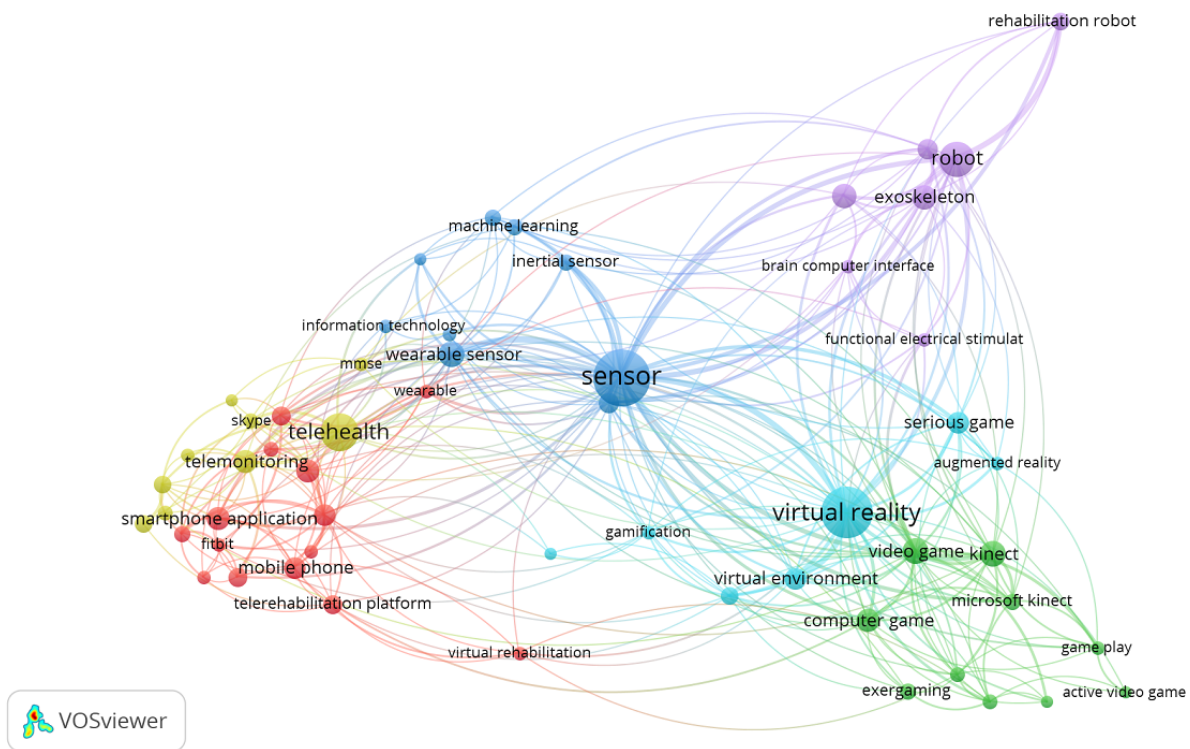 rehabilitation robot
robot
exoskeleton
machine learning
inertial sensor
brain computer interface
information technology
functional electrical stimulat
wearable sensor
mmse
sensor
wearable
skype
telehealth
serious game
telemonitoring
augmented reality
virtual reality
smartphone application
gamification
fitbit
video game
kinect
mobile phone
virtual environment
telerehabilitation platform
microsoft kinect
computer game
virtual rehabilitation
game play
exergaming
active video game
VOSviewer